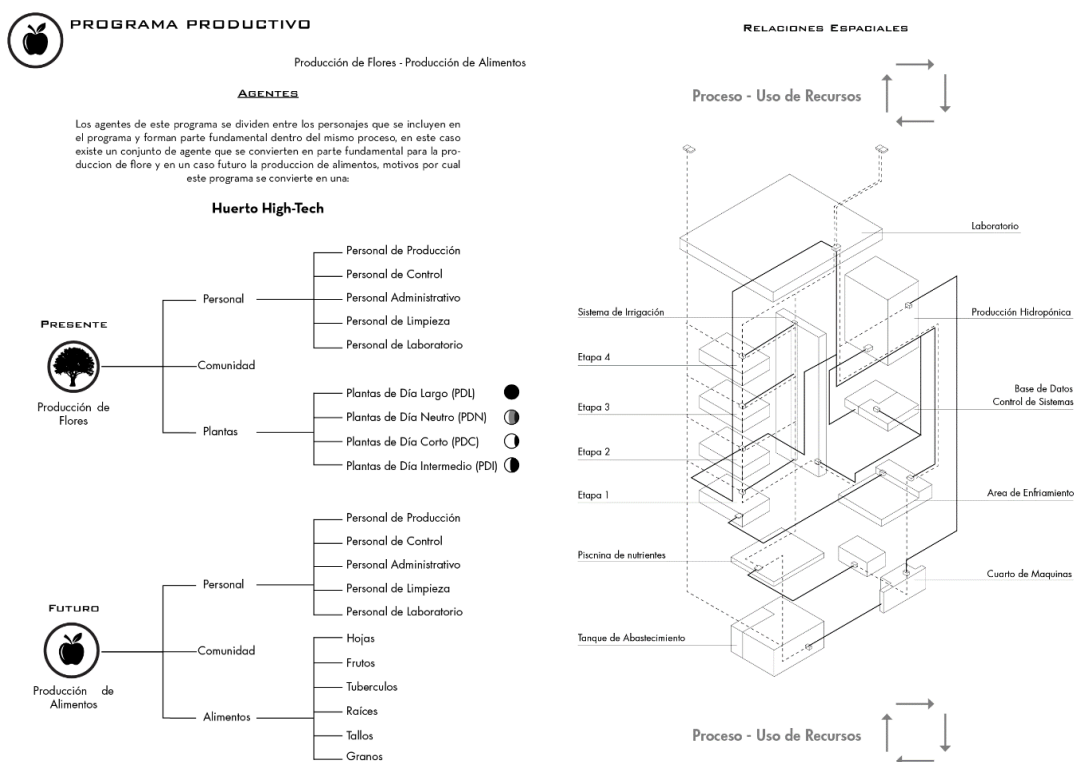 PROGRAMA PRODUCTIVO
Producción de Flores - Producción de Alimentos
AGENTES
Los agentes de este programa se dividen entre los personajes que se incluyen en
el programa y forman parte fundamental dentro del mismo proceso, en este caso
existe un conjunto de agente que se convierten en parte fundamental para la pro-
duccion de flore y en un caso futuro la produccion de alimentos, motivos por cual
este programa se convierte en una:
Huerto High-Tech
PRESENTE
Producción de
Flores
Personal
Comunidad
Plantas
Personal de Producción
Personal de Control
Personal Administrativo
Personal de Limpieza
Personal de Laboratorio
Plantas de Día Largo (PDL)
Plantas de Día Neutro (PDN)
Plantas de Día Corto (PDC)
Plantas de Día Intermedio (PDI)
FUTURO
Producción de
Alimentos
Personal
Comunidad
Alimentos
Personal de Producción
Personal de Control
Personal Administrativo
Personal de Limpieza
Personal de Laboratorio
Hojas
Frutos
Tuberculos
Raíces
Tallos
Granos
RELACIONES ESPACIALES
Proceso - Uso de Recursos
Laboratorio
Sistema de Irrigación
Producción Hidropónica
Etapa 4
Base de Datos
Control de Sistemas
Etapa 3
Etapa 2
Etapa 1
Area de Enfriamiento
Piscnina de nutrientes
Cuarto de Maquinas
Tanque de Abastecimiento
Proceso - Uso de Recursos